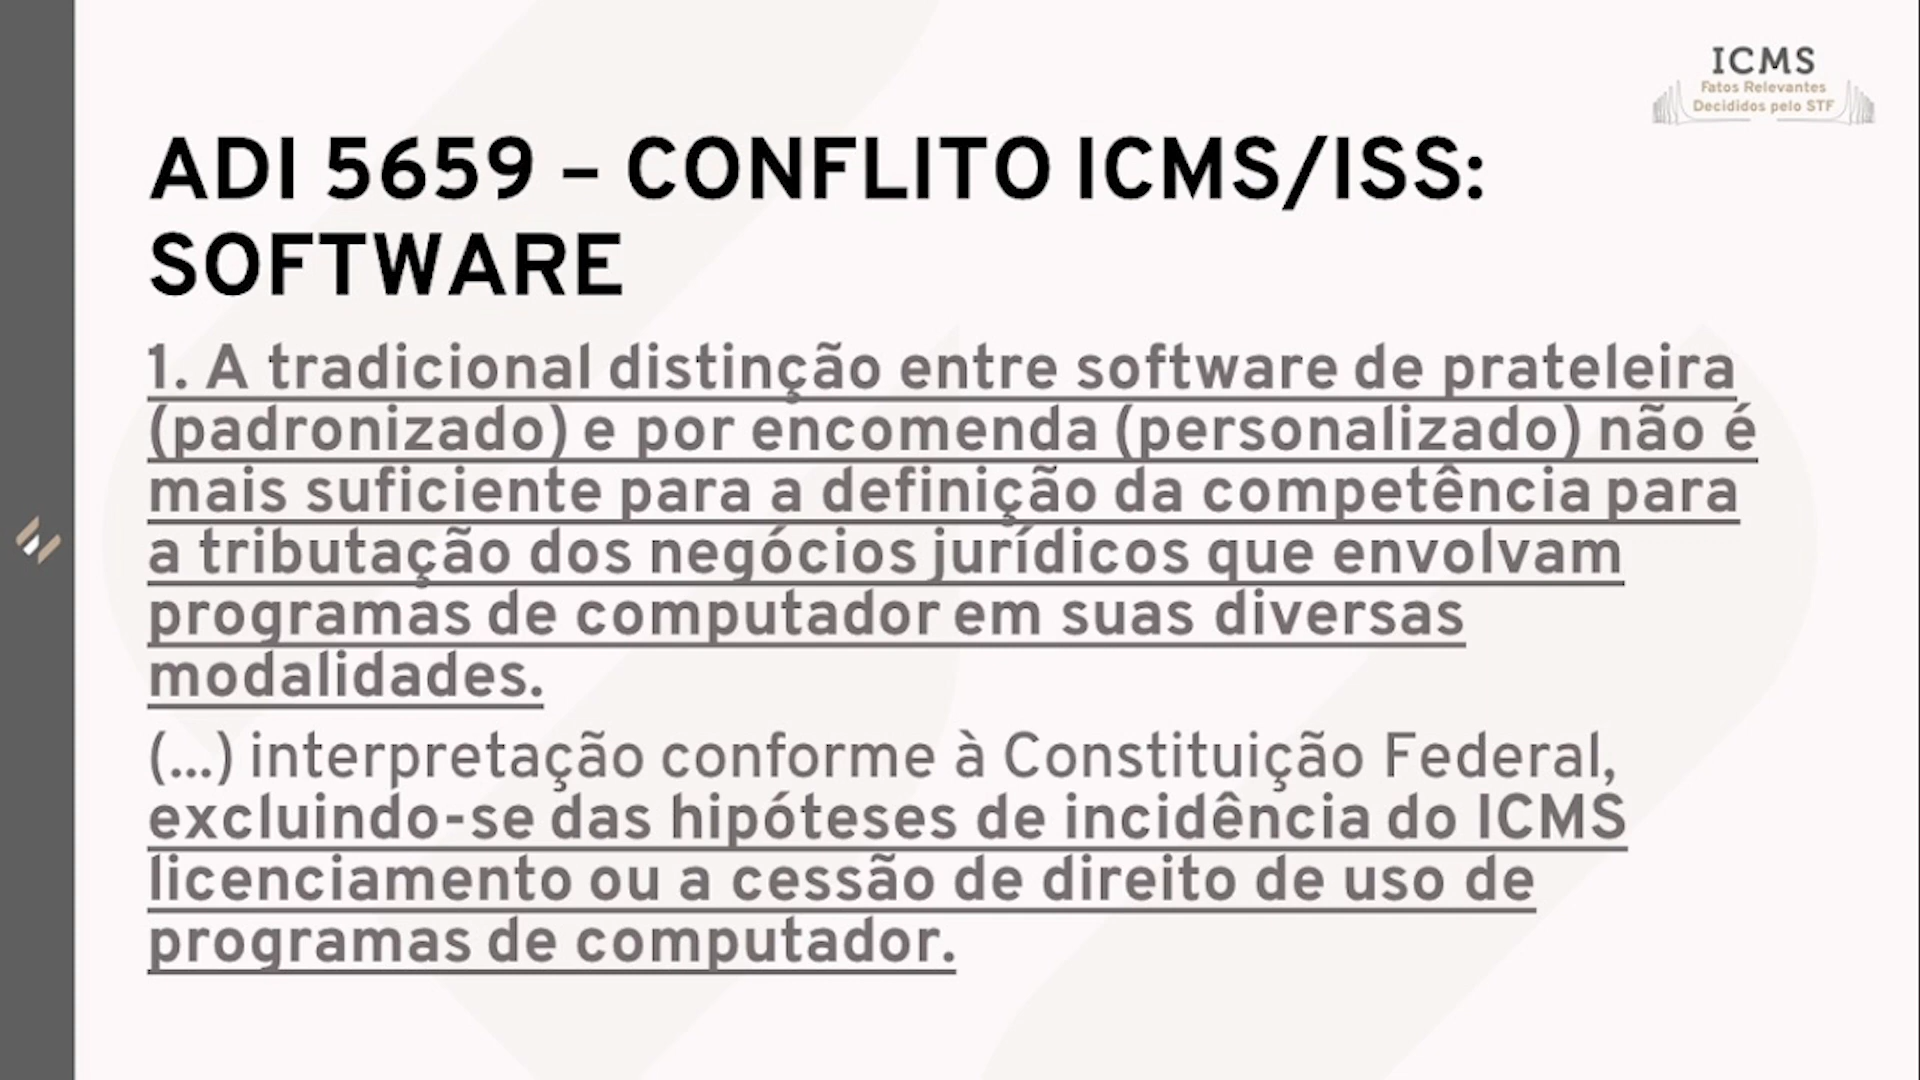 ICMS
Fatos Relevantes
Decididos pelo STF
ADI 5659 – CONFLITO ICMS/ISS:
SOFTWARE
1. A tradicional distinção entre software de prateleira
(padronizado) e por encomenda (personalizado) não é
mais suficiente para a definição da competência para
a tributação dos negócios jurídicos que envolvam
programas de computador em suas diversas
modalidades.
(...) interpretação conforme à Constituição Federal,
excluindo-se das hipóteses de incidência do ICMS
licenciamento ou a cessão de direito de uso de
programas de computador.